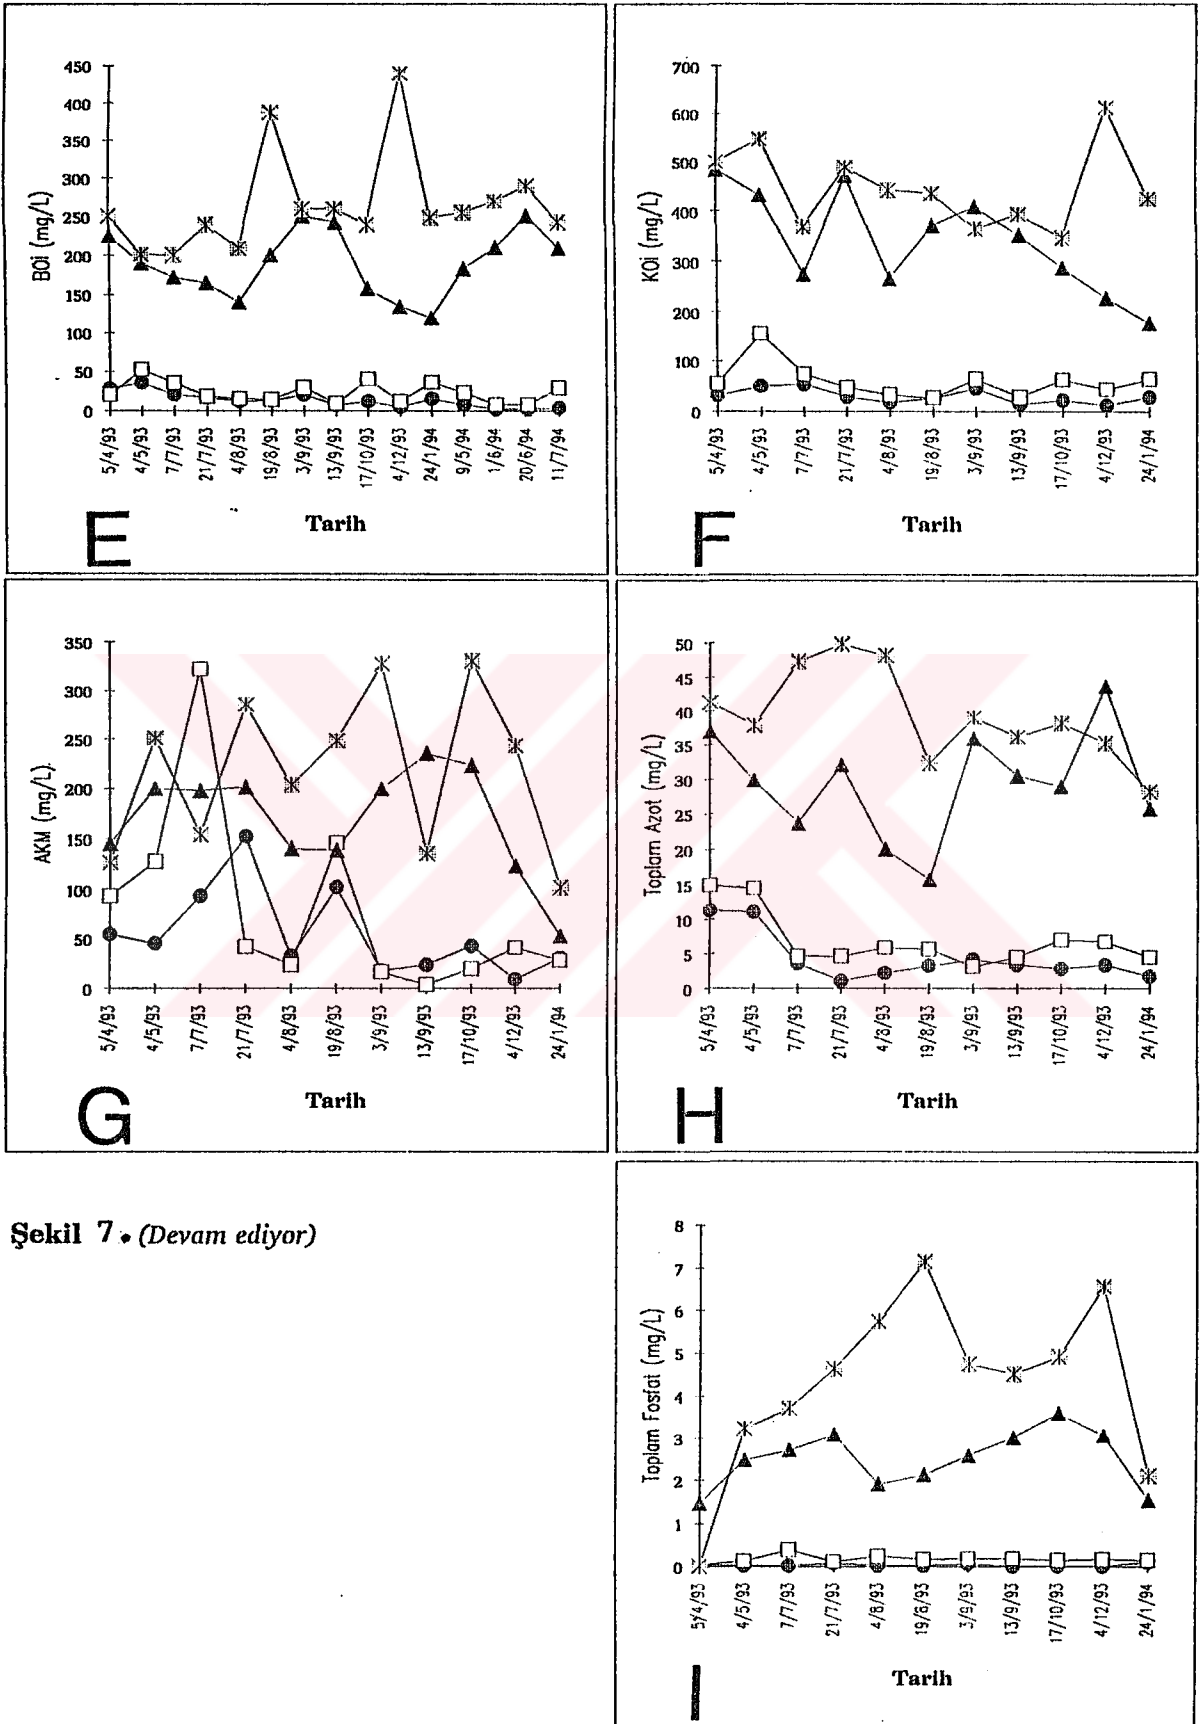 450
400
350
300
250
200
150
100
50
0
BOİ (mg/L)
5/4/93 4/5/93 7/7/93 21/7/93 4/8/93 19/8/93 3/9/93 13/9/93 17/10/93 4/12/93 24/1/94 9/5/94 1/6/94 20/6/94 11/7/94
Tarih
E
700
600
500
400
300
200
100
0
KOİ (mg/L)
5/4/93 4/5/93 7/7/93 21/7/93 4/8/93 19/8/93 3/9/93 13/9/93 17/10/93 4/12/93 24/1/94
Tarih
F
350
300
250
200
150
100
50
0
AKM (mg/L)
5/4/93 4/5/93 7/7/93 21/7/93 4/8/93 19/8/93 3/9/93 13/9/93 17/10/93 4/12/93 24/1/94
Tarih
G
50
45
40
35
30
25
20
15
10
5
0
Toplam Azot (mg/L)
5/4/93 4/5/93 7/7/93 21/7/93 4/8/93 19/8/93 3/9/93 13/9/93 17/10/93 4/12/93 24/1/94
Tarih
H
Şekil 7. (Devam ediyor)
8
7
6
5
4
3
2
1
0
Toplam Fosfat (mg/L)
5/4/93 4/5/93 7/7/93 21/7/93 4/8/93 19/8/93 3/9/93 13/9/93 17/10/93 4/12/93 24/1/94
Tarih
I